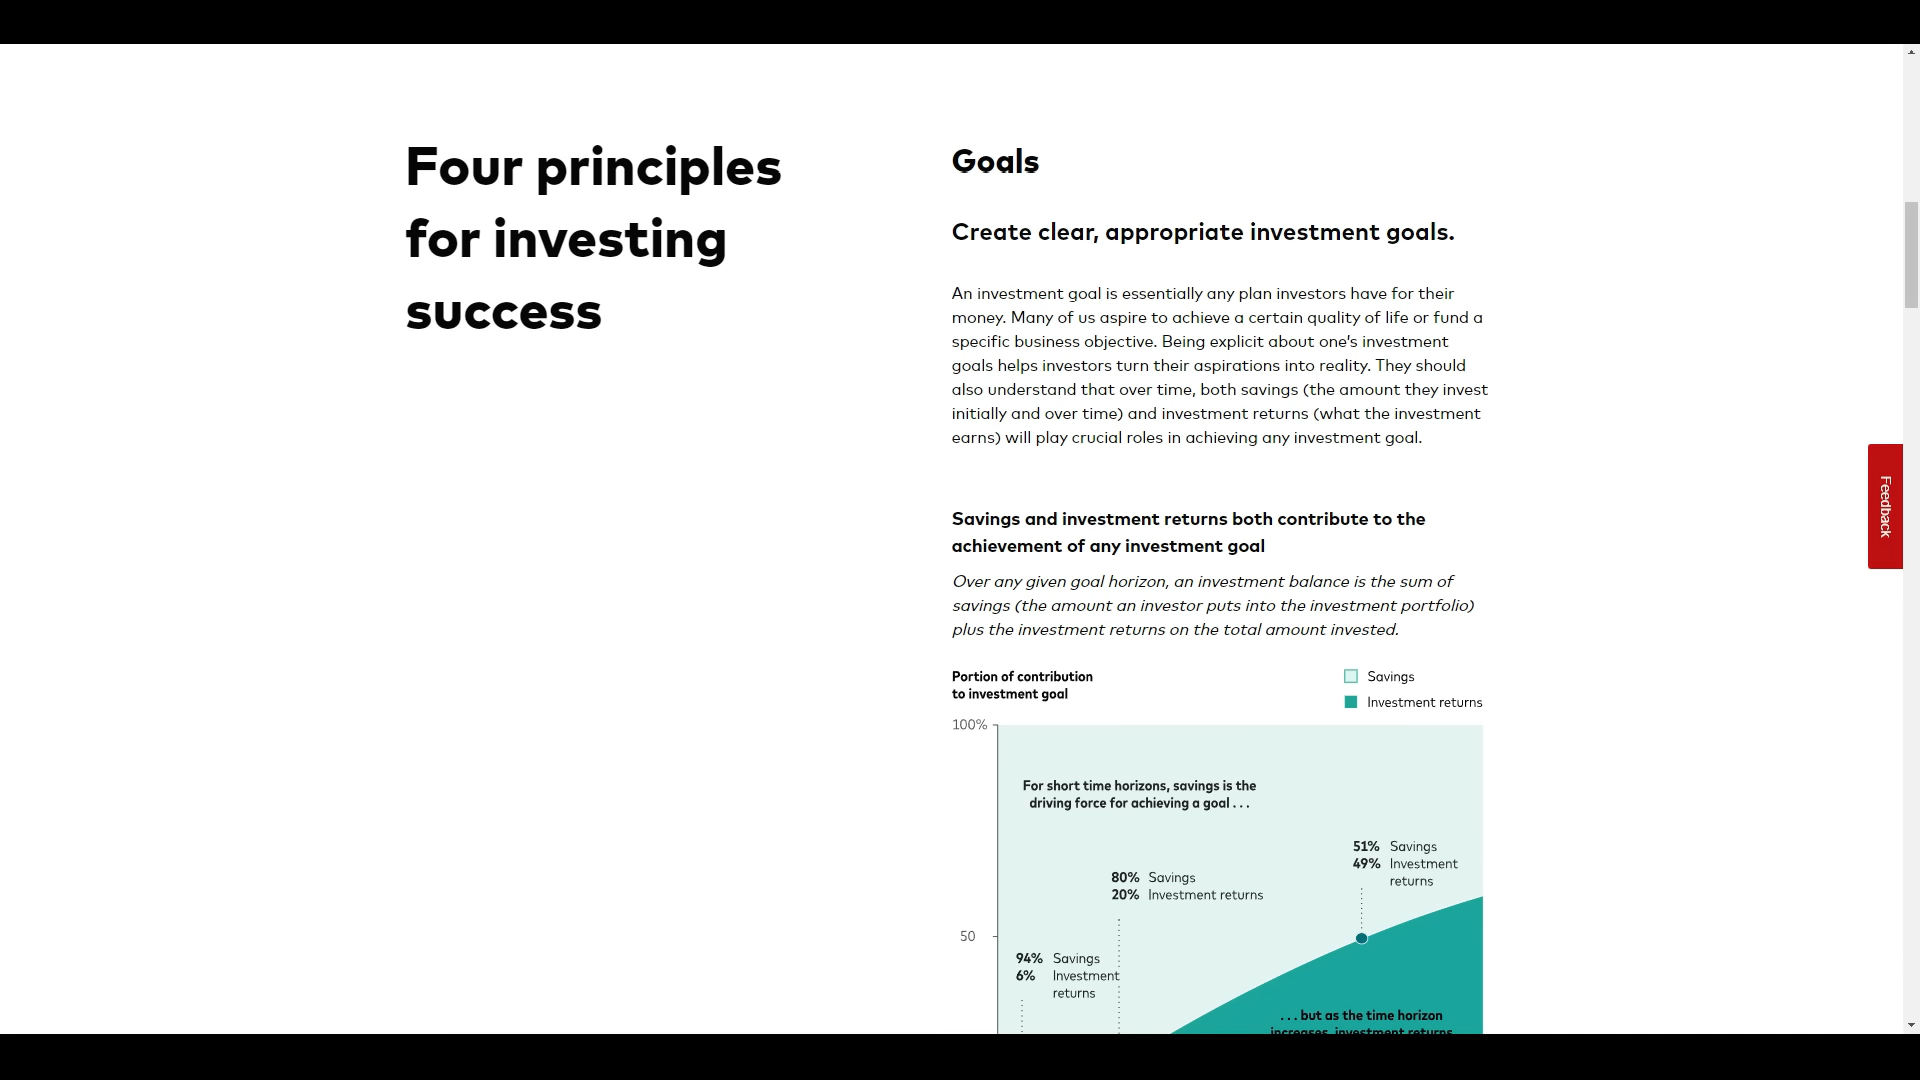 Four principles
for investing
success
Goals
Create clear, appropriate investment goals.
An investment goal is essentially any plan investors have for their
money. Many of us aspire to achieve a certain quality of life or fund a
specific business objective. Being explicit about one’s investment
goals helps investors turn their aspirations into reality. They should
also understand that over time, both savings (the amount they invest
initially and over time) and investment returns (what the investment
earns) will play crucial roles in achieving any investment goal.
Savings and investment returns both contribute to the
achievement of any investment goal
Over any given goal horizon, an investment balance is the sum of
savings (the amount an investor puts into the investment portfolio)
plus the investment returns on the total amount invested.
Portion of contribution
to investment goal
Savings
Investment returns
100%
For short time horizons, savings is the
driving force for achieving a goal . . .
51% Savings
49% Investment
returns
80% Savings
20% Investment returns
50
94% Savings
6% Investment
returns
. . . but as the time horizon
increases, investment returns
Feedback